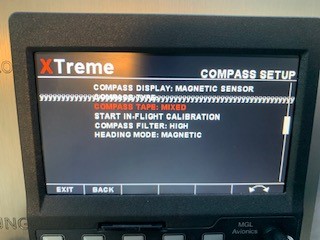 XTreme
COMPASS SETUP
COMPASS DISPLAY: MAGNETIC SENSOR
COMPASS TAPE: MIXED
START IN-FLIGHT CALIBRATION
COMPASS FILTER: HIGH
HEADING MODE: MAGNETIC
EXIT
BACK
MGL
Avionics